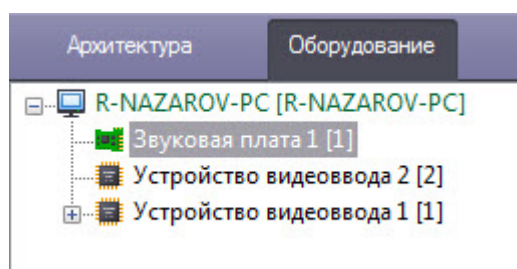 Архитектура Оборудование
R-NAZAROV-PC [R-NAZAROV-PC]
Звуковая плата 1 [1]
Устройство видеоввода 2 [2]
Устройство видеоввода 1 [1]